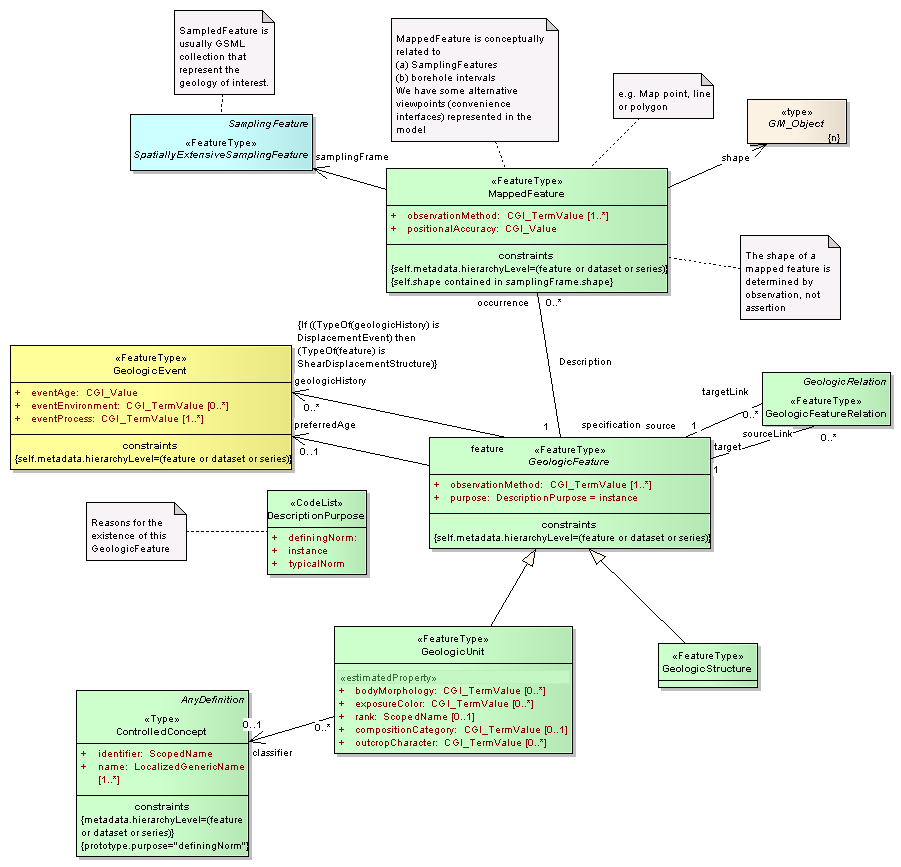 SampledFeature is
usually GSML
collection that
represent the
geology of interest.
MappedFeature is conceptually
related to
(a) SamplingFeatures
(b) borehole intervals
We have some alternative
viewpoints (convenience
interfaces) represented in the
model
e.g. Map point, line
or polygon
«type»
GM_Object
{n}
SamplingFeature
«FeatureType»
SpatiallyExtensiveSamplingFeature
samplingFrame
shape
«FeatureType»
MappedFeature
+ observationMethod: CGI_TermValue [1..*]
+ positionalAccuracy: CGI_Value
constraints
{self.metadata.hierarchyLevel=(feature or dataset or series)}
{self.shape contained in samplingFrame.shape}
The shape of a
mapped feature is
determined by
observation, not
assertion
occurrence 0..*
Description
{If ((TypeOf(geologicHistory) is
DisplacementEvent) then
(TypeOf(feature) is
ShearDisplacementStructure)}
geologicHistory
0..*
preferredAge
0..1
«FeatureType»
GeologicEvent
+ eventAge: CGI_Value
+ eventEnvironment: CGI_TermValue [0..*]
+ eventProcess: CGI_TermValue [1..*]
constraints
{self.metadata.hierarchyLevel=(feature or dataset or series)}
GeologicRelation
«FeatureType»
GeologicFeatureRelation
targetLink
0..*
sourceLink
0..*
1
specification source 1
target
1
feature
«FeatureType»
GeologicFeature
+ observationMethod: CGI_TermValue [1..*]
+ purpose: DescriptionPurpose = instance
constraints
{self.metadata.hierarchyLevel=(feature or dataset or series)}
Reasons for the
existence of this
GeologicFeature
«CodeList»
DescriptionPurpose
+ definingNorm:
+ instance
+ typicalNorm
«FeatureType»
GeologicUnit
«estimatedProperty»
+ bodyMorphology: CGI_TermValue [0..*]
+ exposureColor: CGI_TermValue [0..*]
+ rank: ScopedName [0..1]
+ compositionCategory: CGI_TermValue [0..1]
+ outcropCharacter: CGI_TermValue [0..*]
«FeatureType»
GeologicStructure
0..1
0..*
classifier
AnyDefinition
«Type»
ControlledConcept
+ identifier: ScopedName
+ name: LocalizedGenericName
[1..*]
constraints
{metadata.hierarchyLevel=(feature
or dataset or series)}
{prototype.purpose="definingNorm"}